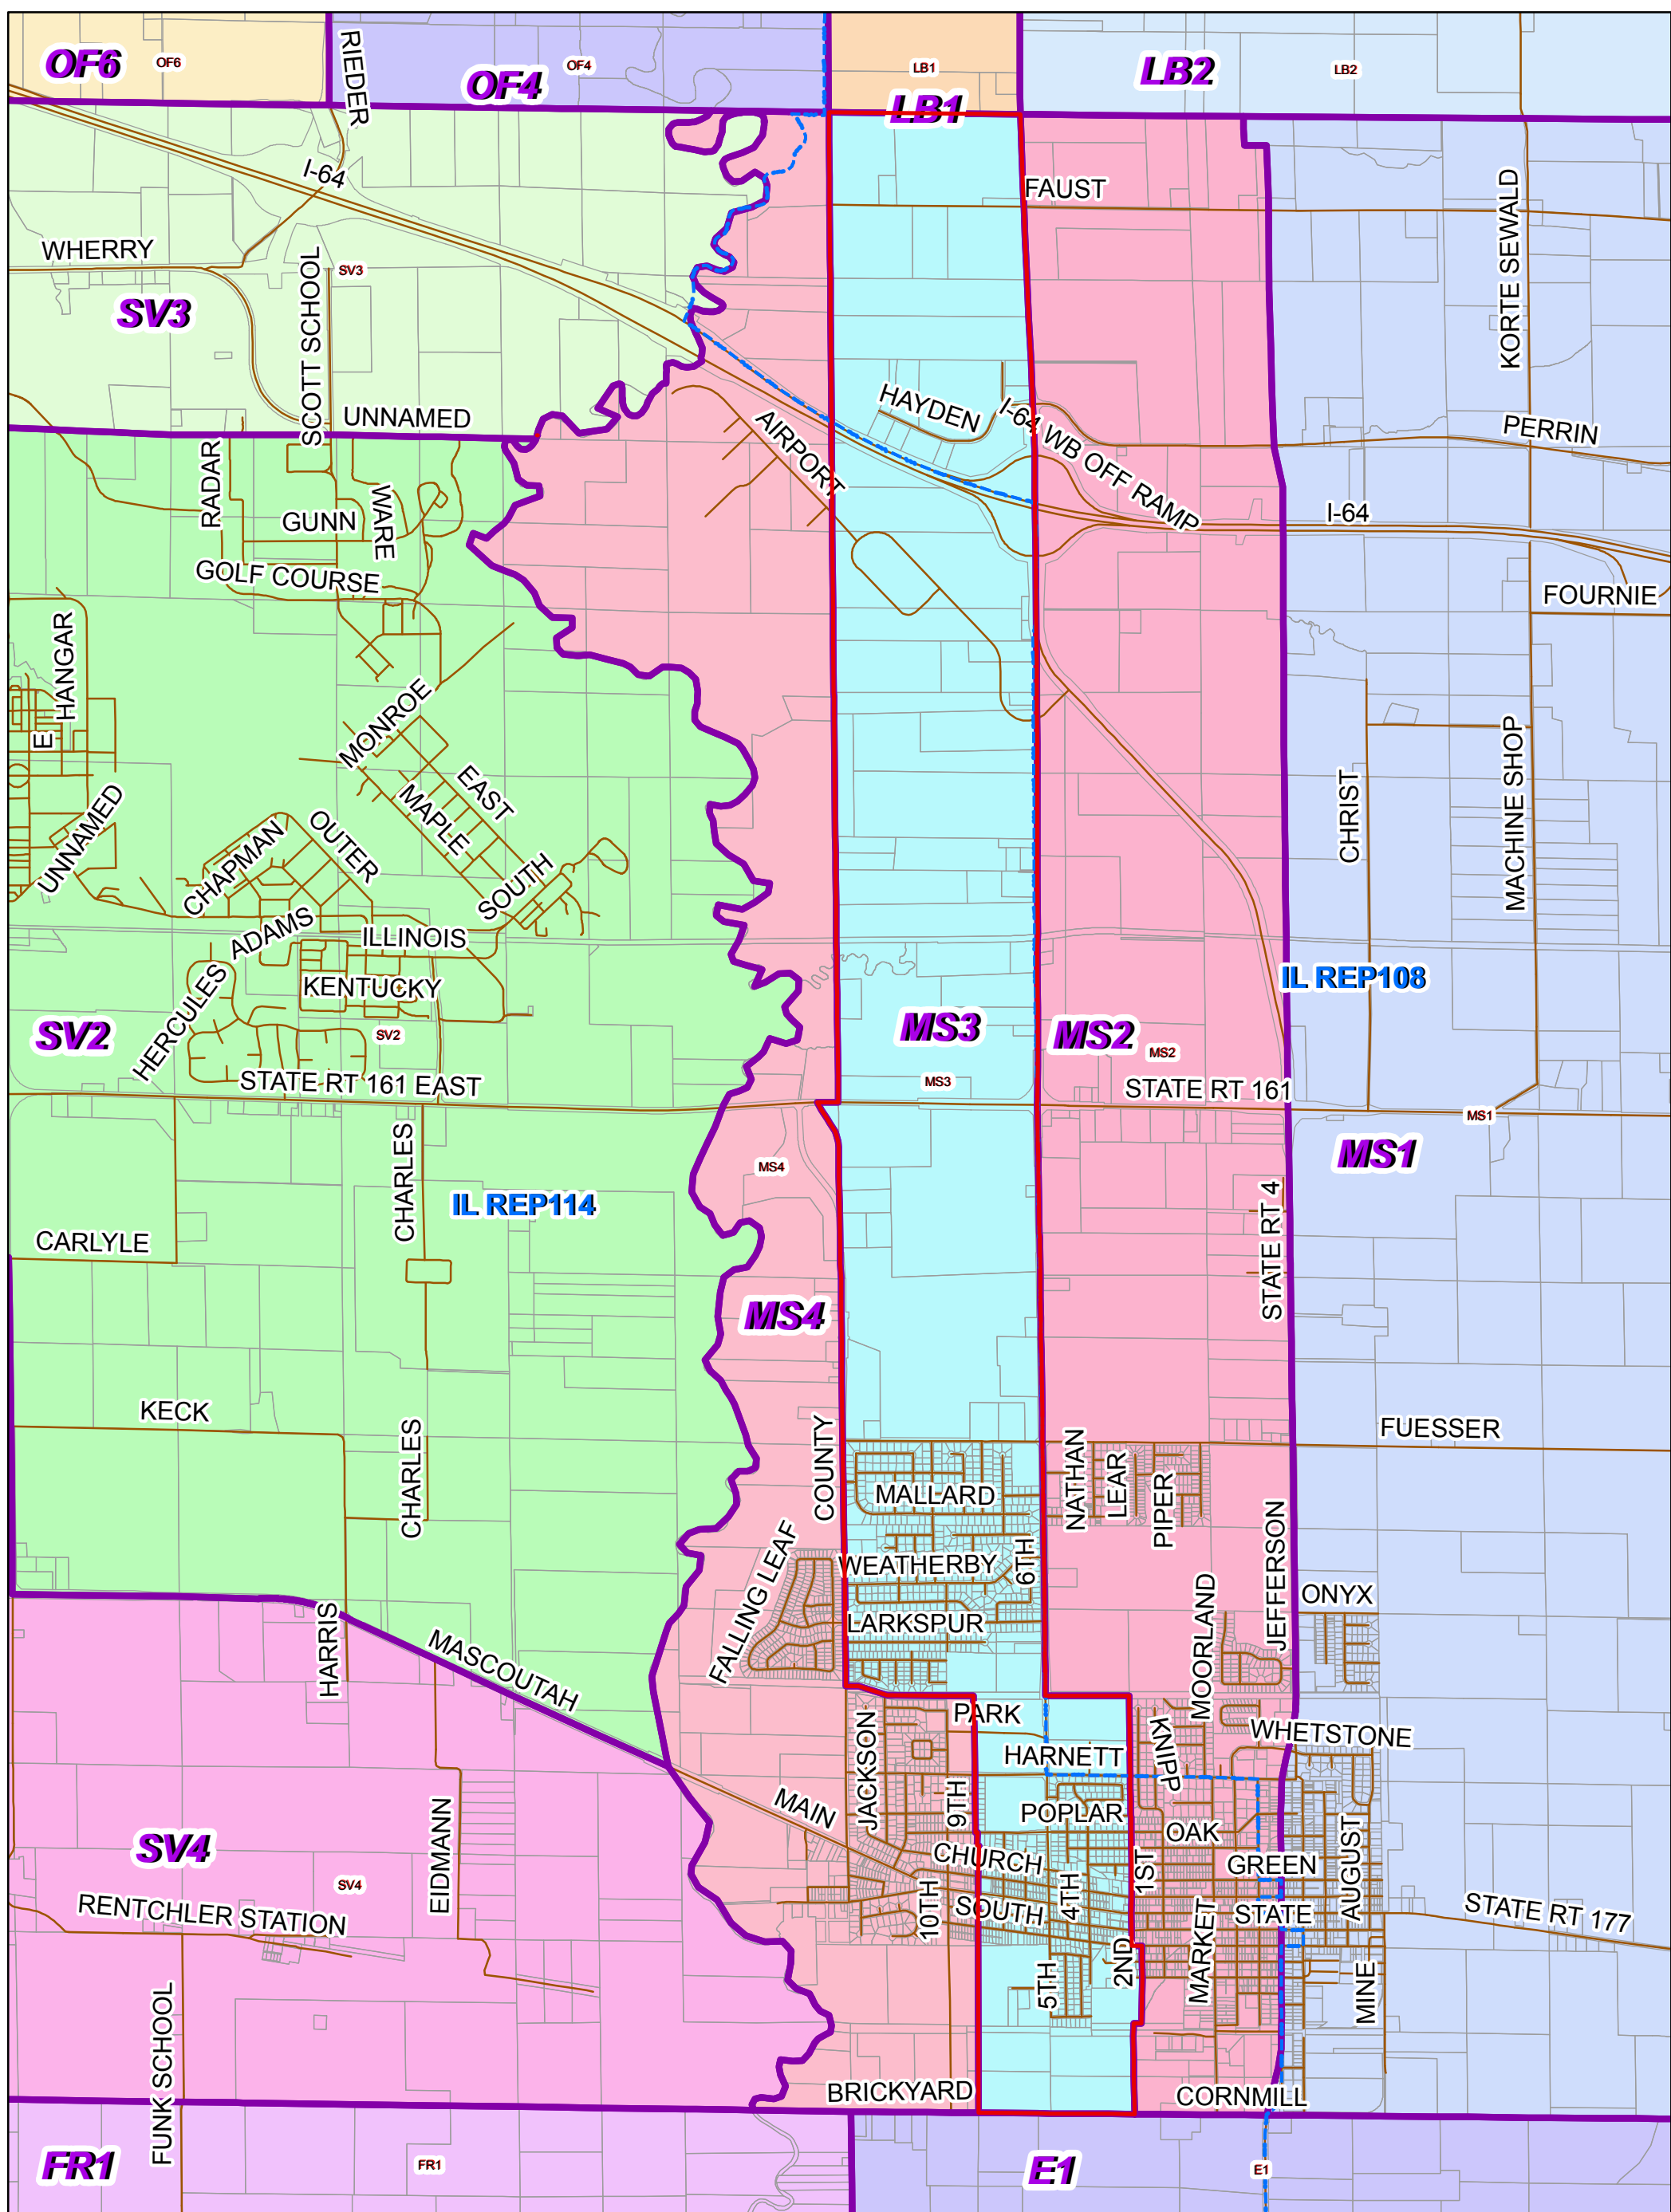 OF6
OF6
RIEDER
OF4
OF4
LB1
LB1
LB2
LB2
I-64
FAUST
WHERRY
SV3
SV3
SCOTT SCHOOL
KORTE SEWALD
UNNAMED
HAYDEN
I-64 WB OFF RAMP
AIRPORT
PERRIN
RADAR
GUNN
WARE
I-64
GOLF COURSE
FOURNIE
HANGAR
E
MONROE
EAST
MAPLE
UNNAMED
CHAPMAN
OUTER
SOUTH
CHRIST
MACHINE SHOP
ADAMS
ILLINOIS
HERCULES
KENTUCKY
IL REP108
SV2
SV2
MS3
MS2
MS2
STATE RT 161 EAST
MS3
STATE RT 161
MS1
MS1
CHARLES
MS4
IL REP114
STATE RT 4
CARLYLE
MS4
KECK
CHARLES
COUNTY
FUESSER
NATHAN
LEAR
PIPER
MALLARD
WEATHERBY
6TH
FALLING LEAF
LARKSPUR
JEFFERSON
ONYX
MOORLAND
HARRIS
MASCOUTAH
PARK
JACKSON
KNIPP
WHETSTONE
HARNETT
9TH
MAIN
POPLAR
OAK
SV4
EIDMANN
CHURCH
GREEN
AUGUST
SV4
4TH
1ST
RENTCHLER STATION
10TH
SOUTH
STATE
STATE RT 177
MARKET
2ND
5TH
MINE
FUNK SCHOOL
BRICKYARD
CORNMILL
FR1
FR1
E1
E1